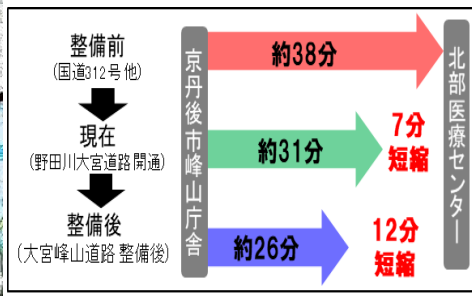 整備前
(国道312号他)
現在
(野田川大宮道路開通)
整備後
(大宮峰山道路 整備後)
京丹後市峰山庁舎
約38分
約31分
7分
短縮
約26分
12分
短縮
北部医療センター